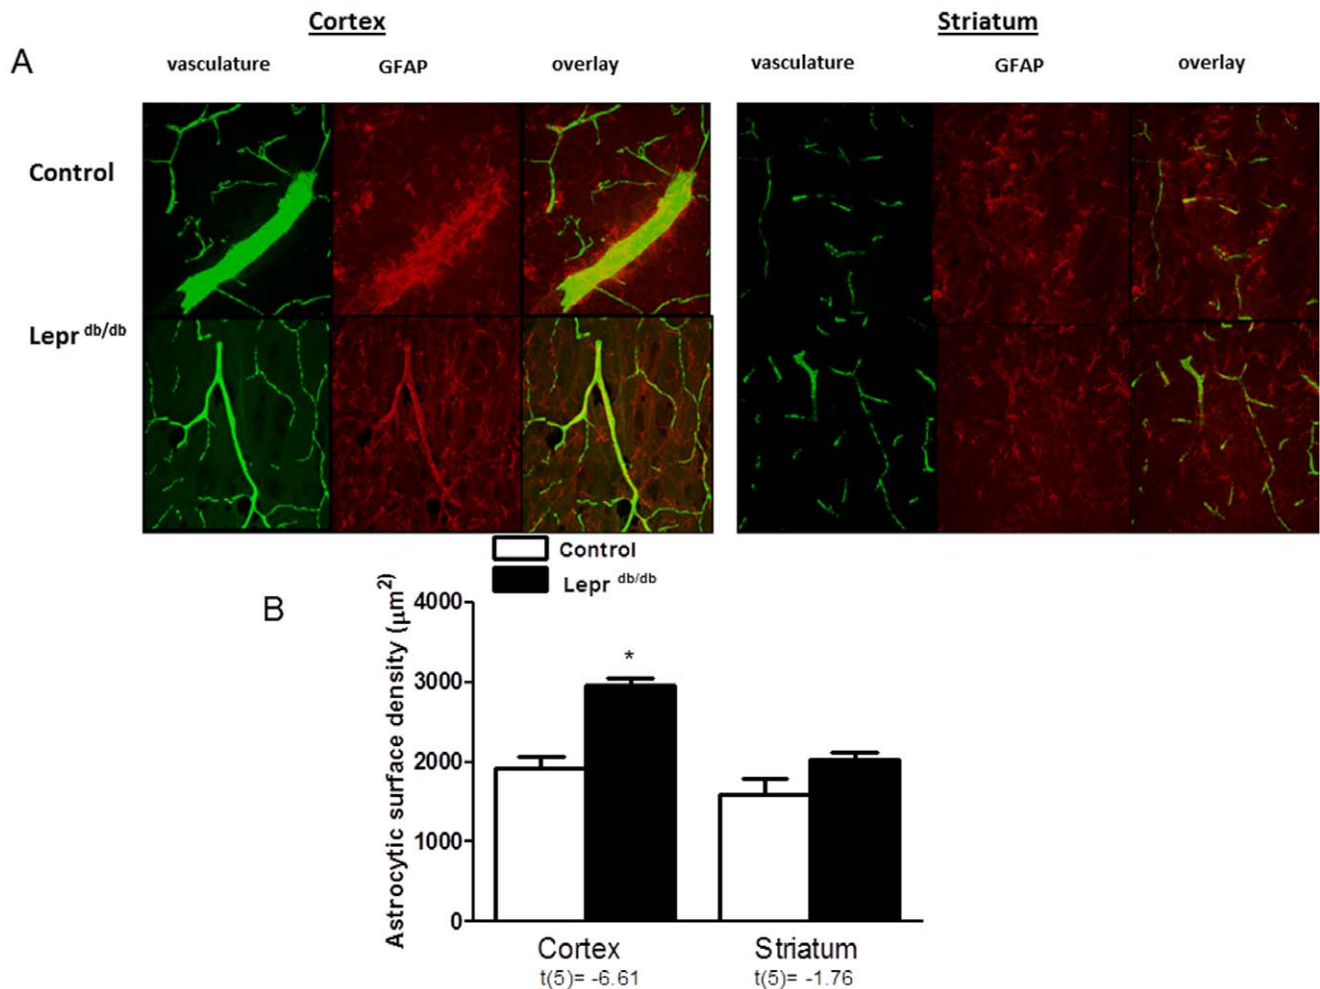 Cortex Striatum
A vasculature GFAP overlay vasculature GFAP overlay
Control
Lepr db/db
Control
Lepr db/db
B
Astrocytic surface density (μm2)
4000
3000
2000
1000
0
*
Cortex Striatum
t(5)= -6.61 t(5)= -1.76